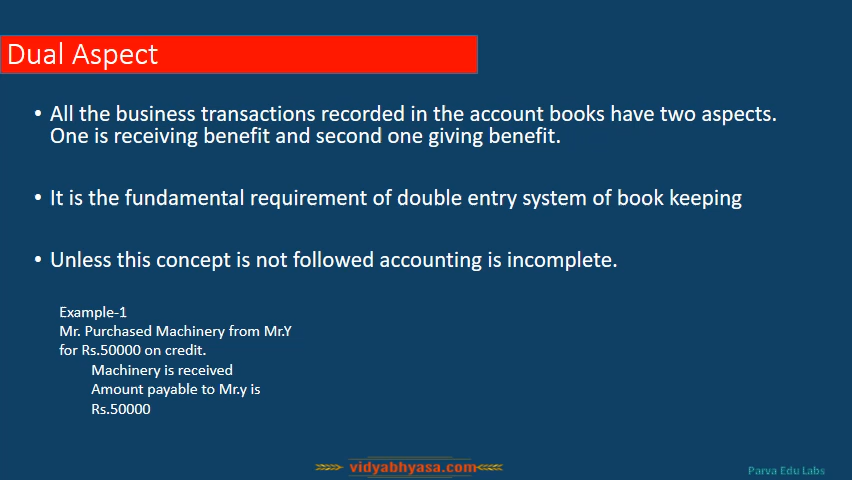 Dual Aspect
• All the business transactions recorded in the account books have two aspects.
One is receiving benefit and second one giving benefit.
• It is the fundamental requirement of double entry system of book keeping
• Unless this concept is not followed accounting is incomplete.
Example-1
Mr. Purchased Machinery from Mr.Y
for Rs.50000 on credit.
Machinery is received
Amount payable to Mr.y is
Rs.50000
vidyabhyasa.com
Parva Edu Labs